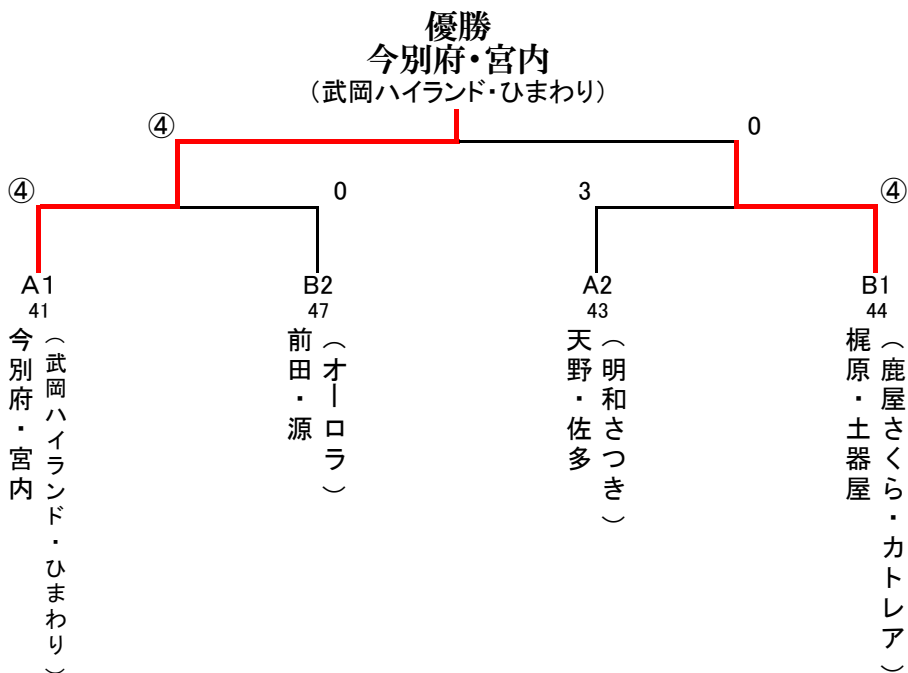 優勝
今別府・宮内
（武岡ハイランド・ひまわり）
④
0
④
0
3
④
A1
B2
A2
B1
41
47
43
44
今別府・宮内
（武岡ハイランド・ひまわり）
前田・源
（オーロラ）
天野・佐多
（明和さつき）
梶原・土器屋
（鹿屋さくら・カトレア）